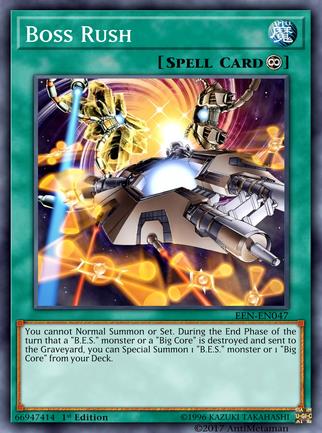 Boss Rush
[Spell Card]
EEN-EN047
You cannot Normal Summon or Set. During the End Phase of the
turn that a "B.E.S." monster or a "Big Core" is destroyed and sent to
the Graveyard, you can Special Summon 1 "B.E.S." monster or 1 "Big
Core" from your Deck.
66947414 1st Edition ©1996 KAZUKI TAKAHASHI
©2017 AntiMetaman